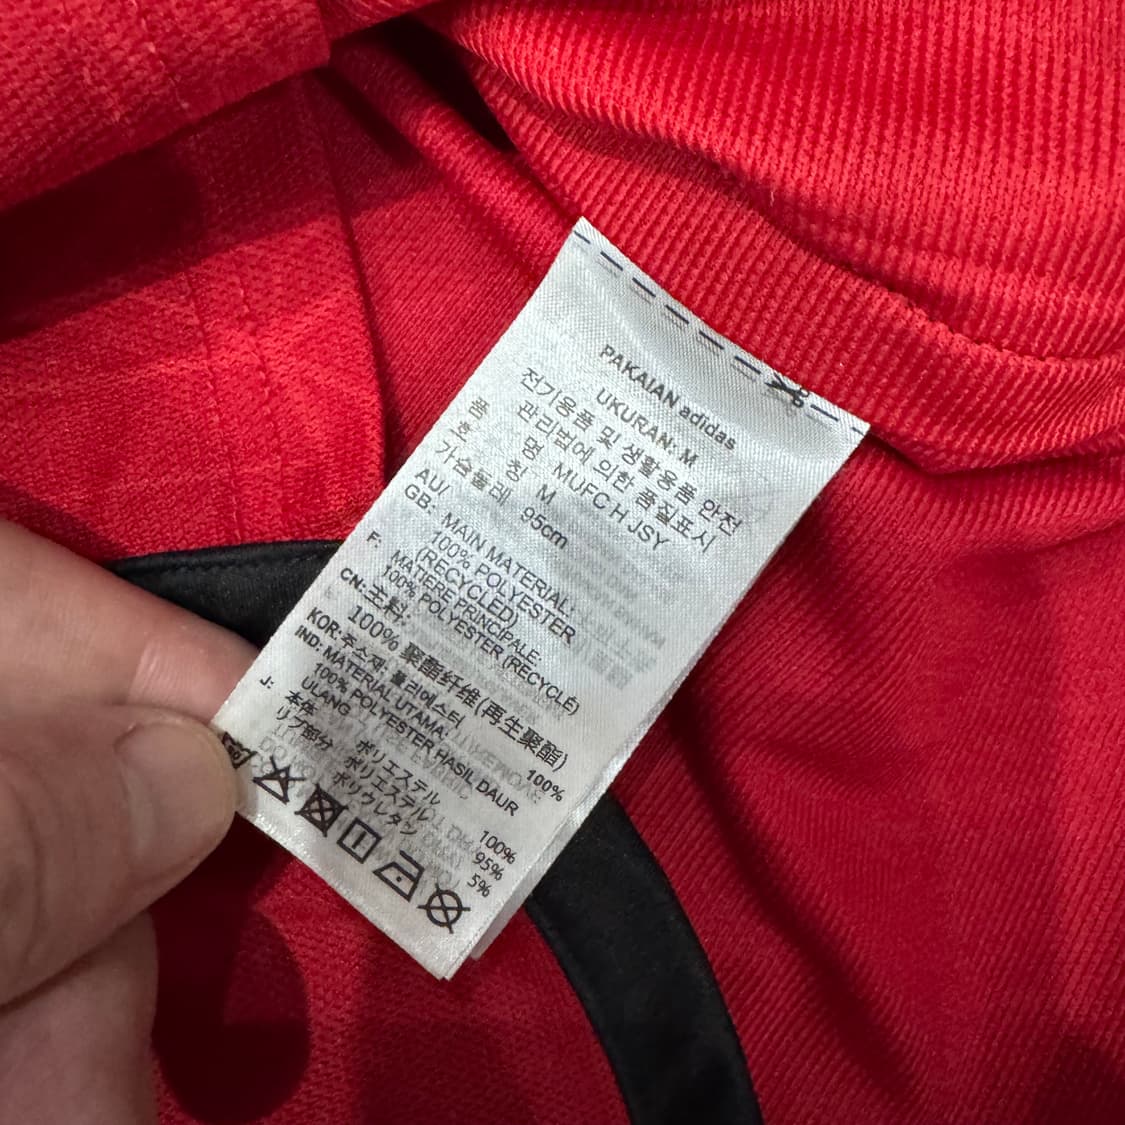 PAKAIAN adidas
UKURAN: M
전기용품 및 생활용품 안전
관리법에 의한 품질표시
품 명 MUFC H JSY
호 칭 M
가슴둘레 95cm
AU/
GB: MAIN MATERIAL:
100% POLYESTER
(RECYCLED)
F: MATIÈRE PRINCIPALE:
100% POLYESTER (RECYCLÉ)
CN: 主料:
100% 聚酯纤维(再生聚酯)
KOR: 주소재: 폴리에스터 100%
IND: MATERIAL UTAMA:
100% POLYESTER HASIL DAUR
ULANG
J: 本体 ポリエステル 100%
リブ部分 ポリエステル 95%
ポリウレタン 5%